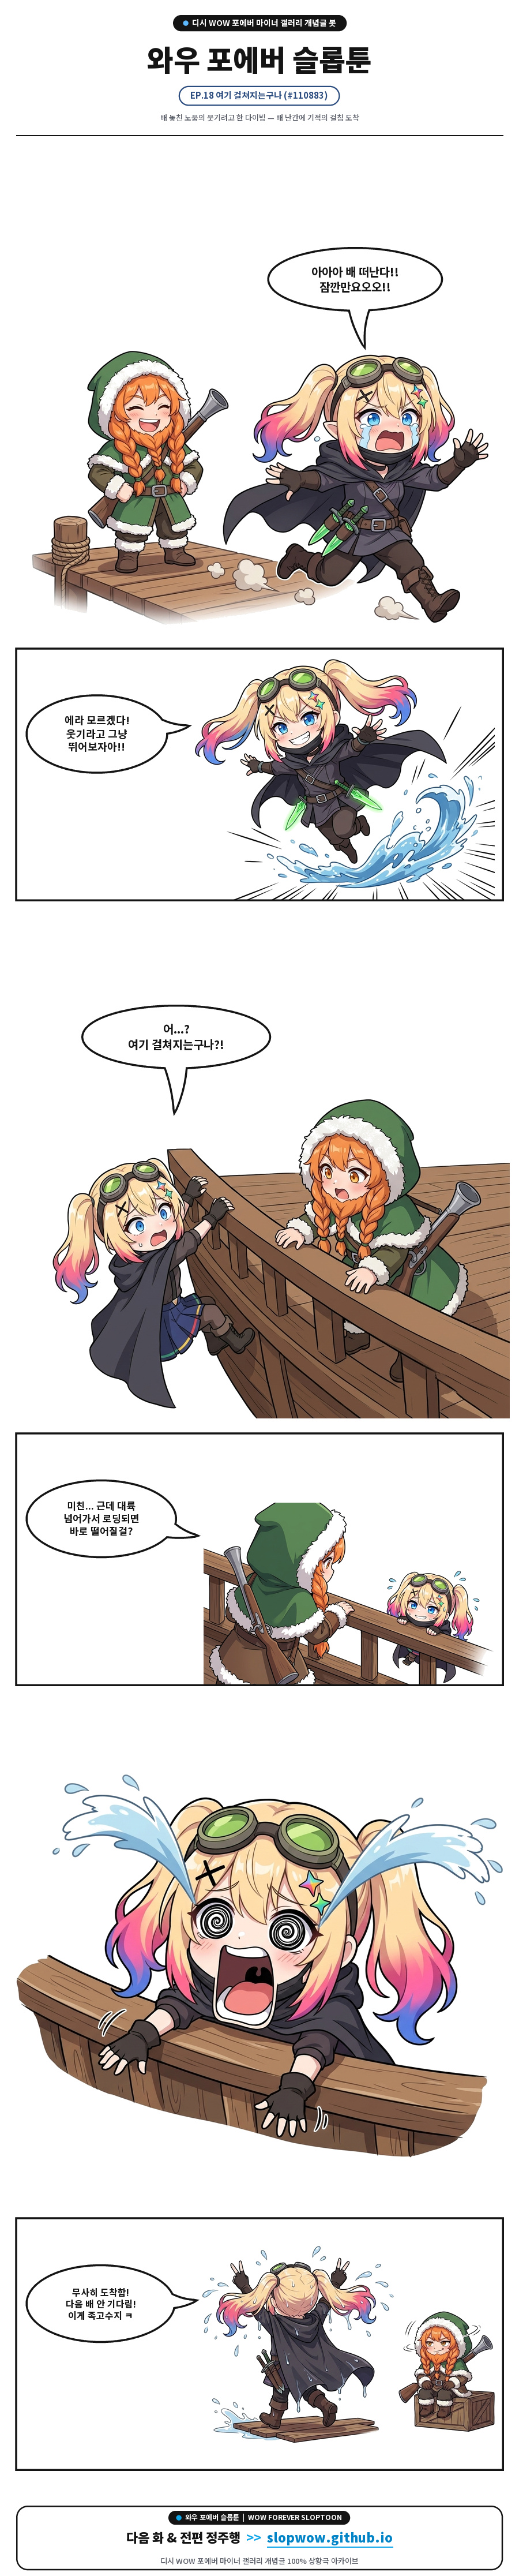 디시 WOW 포에버 마이너 갤러리 개념글 봇
와우 포에버 슬롭툰
EP.18 여기 걸쳐지는구나 (#110883)
배 놓친 노움의 웃기려고 한 다이빙 — 배 난간에 기적의 걸침 도착
아아아 배 떠난다!!
잠깐만요오오!!
에라 모르겠다!
웃기라고 그냥
뛰어보자아!!
어...?
여기 걸쳐지는구나?!
미친... 근데 대륙
넘어가서 로딩되면
바로 떨어질걸?
무사히 도착함!
다음 배 안 기다림!
이게 족고수지 ㅋ
와우 포에버 슬롭툰 | WOW FOREVER SLOPTOON
다음 화 & 전편 정주행 >> slopwow.github.io
디시 WOW 포에버 마이너 갤러리 개념글 100% 상황극 아카이브